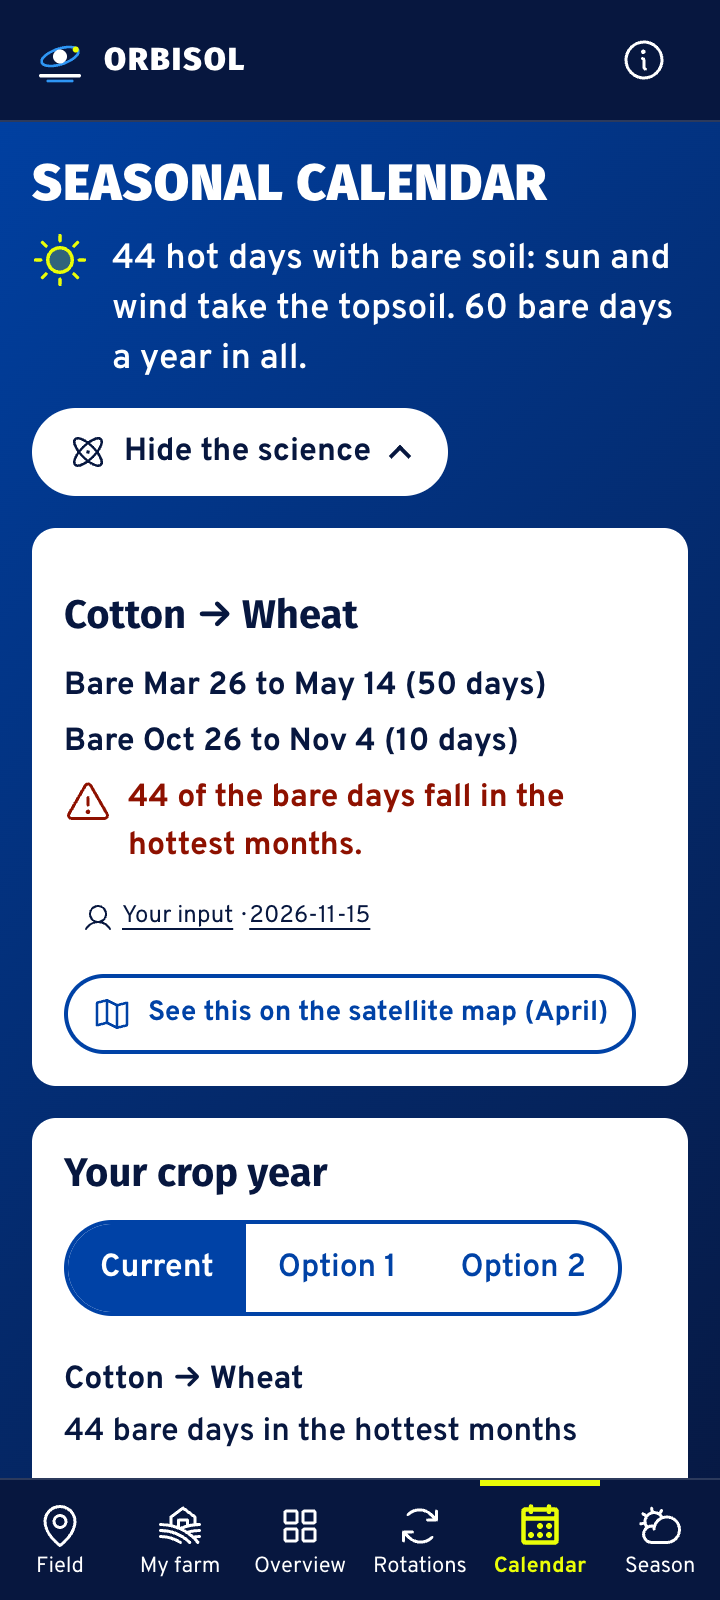 ORBISOL
SEASONAL CALENDAR
44 hot days with bare soil: sun and
wind take the topsoil. 60 bare days
a year in all.
Hide the science
Cotton → Wheat
Bare Mar 26 to May 14 (50 days)
Bare Oct 26 to Nov 4 (10 days)
44 of the bare days fall in the
hottest months.
Your input · 2026-11-15
See this on the satellite map (April)
Your crop year
Current Option 1 Option 2
Cotton → Wheat
44 bare days in the hottest months
Field My farm Overview Rotations Calendar Season